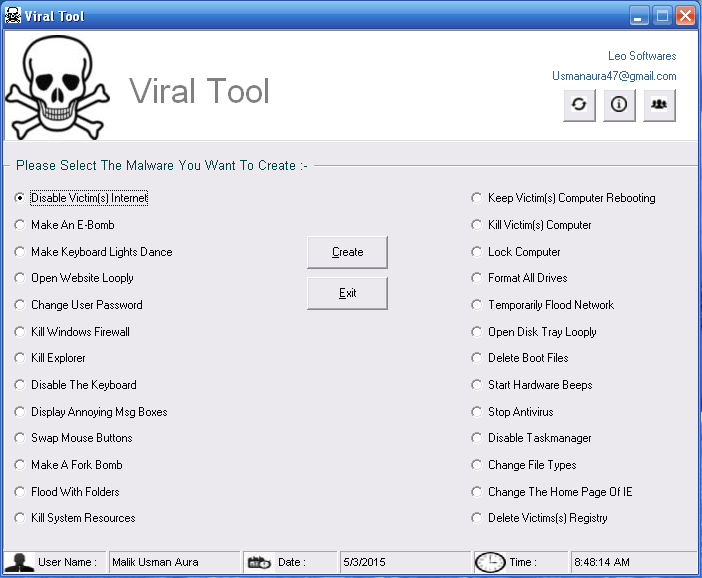 Viral Tool
Leo Softwares
Viral Tool
Usmanaura47@gmail.com
Please Select The Malware You Want To Create :-
Disable Victim(s) Internet
Make An E-Bomb
Make Keyboard Lights Dance
Open Website Looply
Change User Password
Kill Windows Firewall
Kill Explorer
Disable The Keyboard
Display Annoying Msg Boxes
Swap Mouse Buttons
Make A Fork Bomb
Flood With Folders
Kill System Resources
Create
Exit
Keep Victim(s) Computer Rebooting
Kill Victim(s) Computer
Lock Computer
Format All Drives
Temporarily Flood Network
Open Disk Tray Looply
Delete Boot Files
Start Hardware Beeps
Stop Antivirus
Disable Taskmanager
Change File Types
Change The Home Page Of IE
Delete Victims(s) Registry
User Name : Malik Usman Aura Date : 5/3/2015 Time : 8:48:14 AM